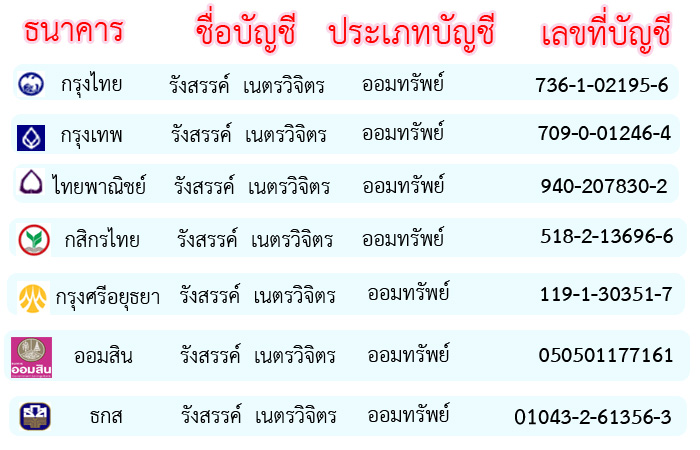 ธนาคาร ชื่อบัญชี ประเภทบัญชี เลขที่บัญชี
กรุงไทย รังสรรค์ เนตรวิจิตร ออมทรัพย์ 736-1-02195-6
กรุงเทพ รังสรรค์ เนตรวิจิตร ออมทรัพย์ 709-0-01246-4
ไทยพาณิชย์ รังสรรค์ เนตรวิจิตร ออมทรัพย์ 940-207830-2
กสิกรไทย รังสรรค์ เนตรวิจิตร ออมทรัพย์ 518-2-13696-6
กรุงศรีอยุธยา รังสรรค์ เนตรวิจิตร ออมทรัพย์ 119-1-30351-7
ออมสิน ออมสิน รังสรรค์ เนตรวิจิตร ออมทรัพย์ 050501177161
ธกส รังสรรค์ เนตรวิจิตร ออมทรัพย์ 01043-2-61356-3